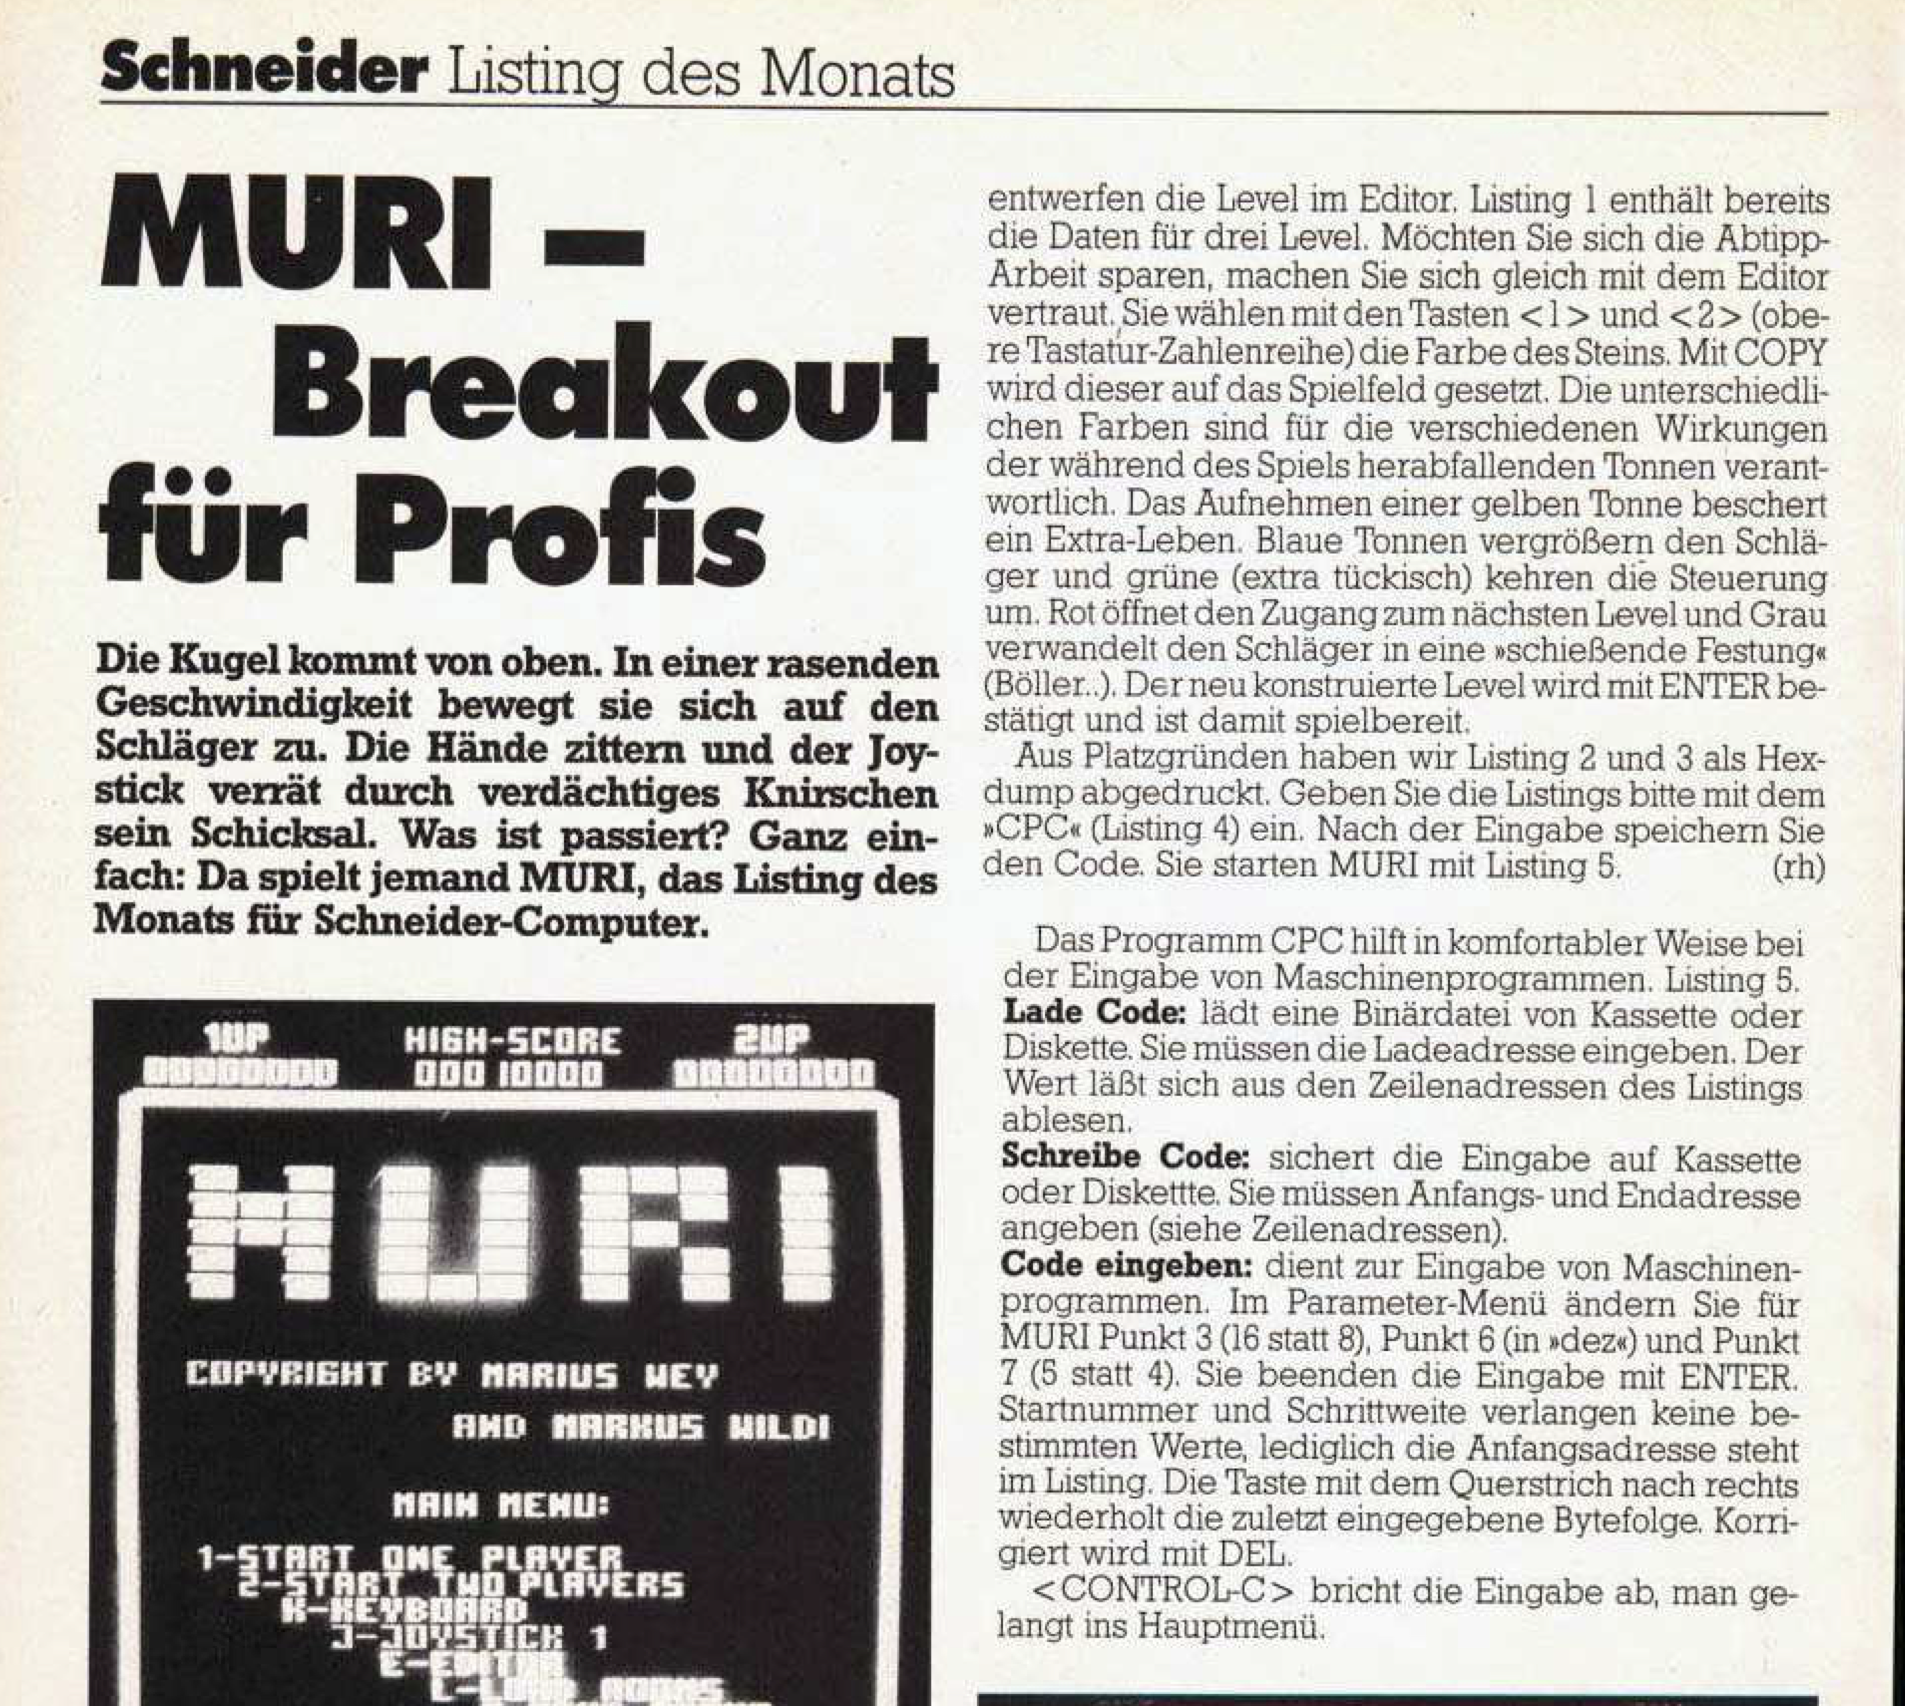 Schneider Listing des Monats
MURI –
Breakout
für Profis
Die Kugel kommt von oben. In einer rasenden
Geschwindigkeit bewegt sie sich auf den
Schläger zu. Die Hände zittern und der Joy-
stick verrät durch verdächtiges Knirschen
sein Schicksal. Was ist passiert? Ganz ein-
fach: Da spielt jemand MURI, das Listing des
Monats für Schneider-Computer.
1UP HIGH-SCORE 2UP
00000000 00010000 00000000
MURI
COPYRIGHT BY MARIUS WEY
AND MARKUS WILDI
MAIN MENU:
1-START ONE PLAYER
2-START TWO PLAYERS
K-KEYBOARD
J-JOYSTICK 1
E-EDITOR
L-LOAD ROOMS
entwerfen die Level im Editor. Listing 1 enthält bereits
die Daten für drei Level. Möchten Sie sich die Abtipp-
Arbeit sparen, machen Sie sich gleich mit dem Editor
vertraut. Sie wählen mit den Tasten <1> und <2> (obe-
re Tastatur-Zahlenreihe) die Farbe des Steins. Mit COPY
wird dieser auf das Spielfeld gesetzt. Die unterschiedli-
chen Farben sind für die verschiedenen Wirkungen
der während des Spiels herabfallenden Tonnen verant-
wortlich. Das Aufnehmen einer gelben Tonne beschert
ein Extra-Leben. Blaue Tonnen vergrößern den Schlä-
ger und grüne (extra tückisch) kehren die Steuerung
um. Rot öffnet den Zugang zum nächsten Level und Grau
verwandelt den Schläger in eine »schießende Festung«
(Böller..). Der neu konstruierte Level wird mit ENTER be-
stätigt und ist damit spielbereit.
Aus Platzgründen haben wir Listing 2 und 3 als Hex-
dump abgedruckt. Geben Sie die Listings bitte mit dem
»CPC« (Listing 4) ein. Nach der Eingabe speichern Sie
den Code. Sie starten MURI mit Listing 5. (rh)
Das Programm CPC hilft in komfortabler Weise bei
der Eingabe von Maschinenprogrammen. Listing 5.
Lade Code: lädt eine Binärdatei von Kassette oder
Diskette. Sie müssen die Ladeadresse eingeben. Der
Wert läßt sich aus den Zeilenadressen des Listings
ablesen.
Schreibe Code: sichert die Eingabe auf Kassette
oder Diskettte. Sie müssen Anfangs- und Endadresse
angeben (siehe Zeilenadressen).
Code eingeben: dient zur Eingabe von Maschinen-
programmen. Im Parameter-Menü ändern Sie für
MURI Punkt 3 (16 statt 8), Punkt 6 (in »dez«) und Punkt
7 (5 statt 4). Sie beenden die Eingabe mit ENTER.
Startnummer und Schrittweite verlangen keine be-
stimmten Werte, lediglich die Anfangsadresse steht
im Listing. Die Taste mit dem Querstrich nach rechts
wiederholt die zuletzt eingegebene Bytefolge. Korri-
giert wird mit DEL.
<CONTROL-C> bricht die Eingabe ab, man ge-
langt ins Hauptmenü.